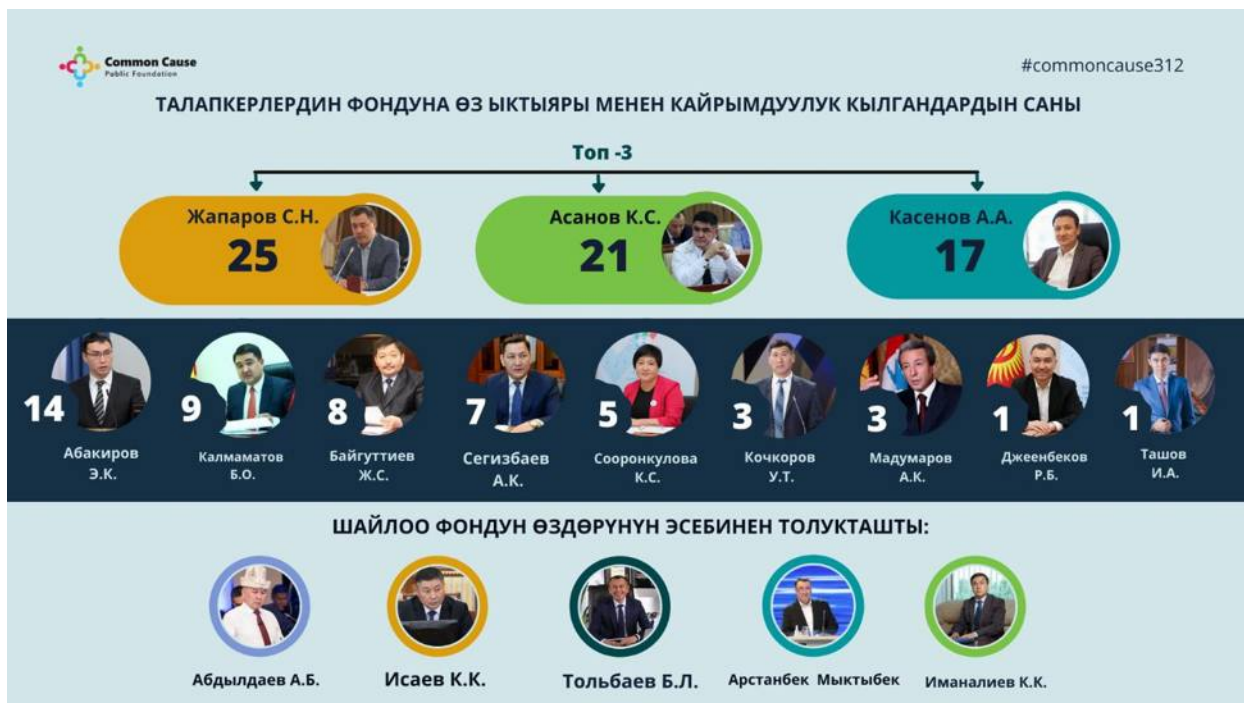 Common Cause
Public Foundation
#commoncause312
ТАЛАПКЕРЛЕРДИН ФОНДУНА ӨЗ ЫКТЫЯРЫ МЕНЕН КАЙРЫМДУУЛУК КЫЛГАНДАРДЫН САНЫ
Топ -3
Жапаров С.Н.
25
Асанов К.С.
21
Касенов А.А.
17
14
Абакиров
Э.К.
9
Калмаматов
Б.О.
8
Байгуттиев
Ж.С.
7
Сегизбаев
А.К.
5
Сооронкулова
К.С.
3
Кочкоров
У.Т.
3
Мадумаров
А.К.
1
Джеенбеков
Р.Б.
1
Ташов
И.А.
ШАЙЛОО ФОНДУН ӨЗДӨРҮНҮН ЭСЕБИНЕН ТОЛУКТАШТЫ:
Абдылдаев А.Б.
Исаев К.К.
Тольбаев Б.Л.
Арстанбек Мыктыбек
Иманалиев К.К.